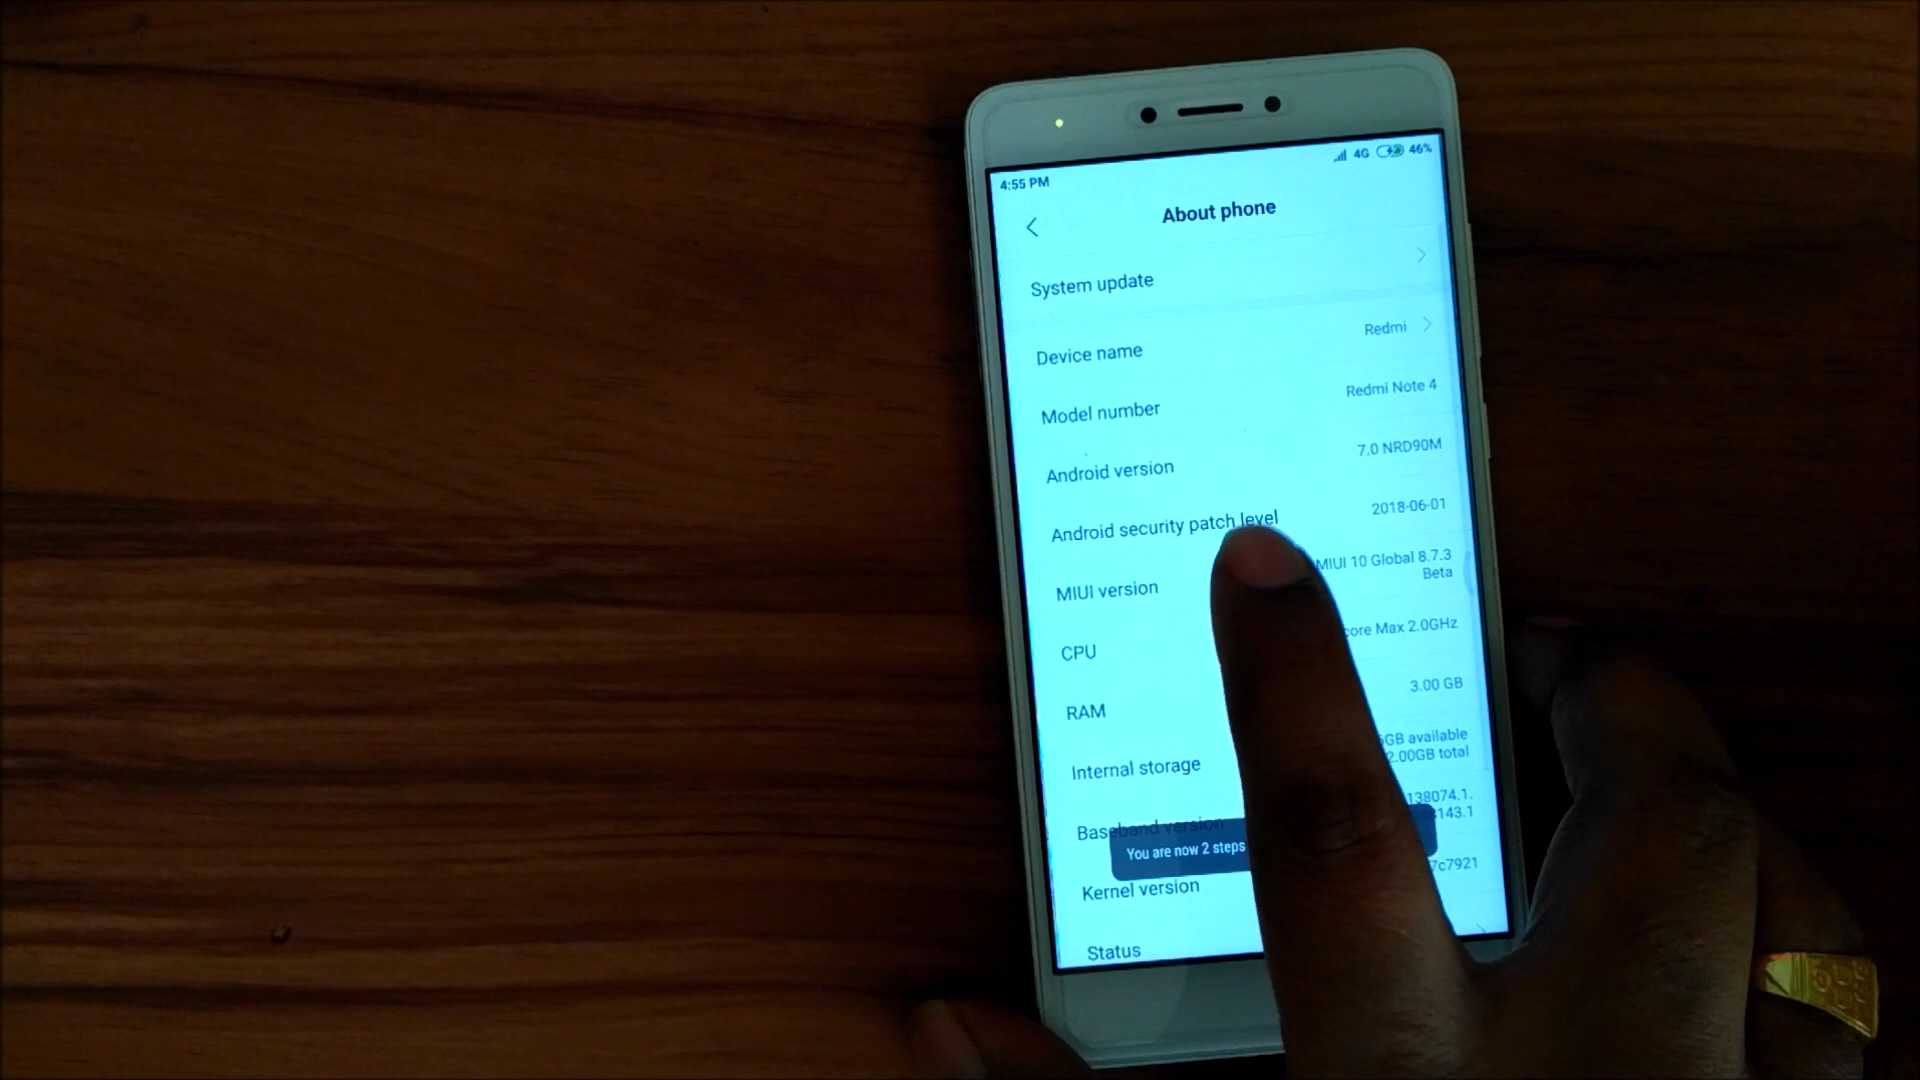 4:55 PM
4G 46%
About phone
System update
Device name Redmi
Model number Redmi Note 4
Android version 7.0 NRD90M
Android security patch level 2018-06-01
MIUI version MIUI 10 Global 8.7.3
Beta
CPU Max 2.0GHz
RAM 3.00 GB
Internal storage available
total
Baseband version
You are now 2 steps
Kernel version
Status